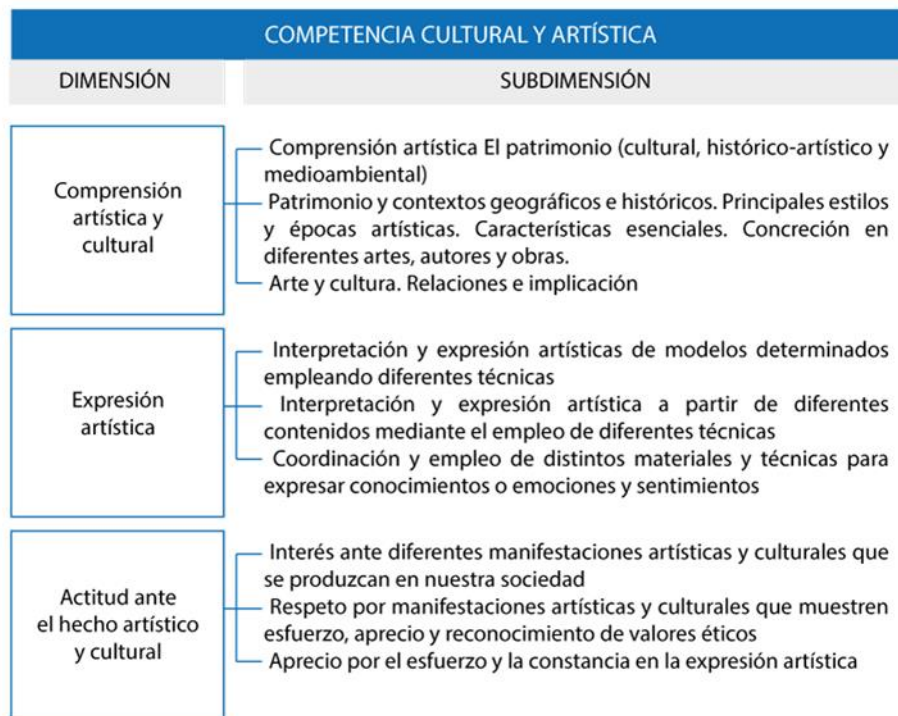 COMPETENCIA CULTURAL Y ARTÍSTICA
DIMENSIÓN
SUBDIMENSIÓN
Comprensión
artística y
cultural
Comprensión artística El patrimonio (cultural, histórico-artístico y
medioambiental)
Patrimonio y contextos geográficos e históricos. Principales estilos
y épocas artísticas. Características esenciales. Concreción en
diferentes artes, autores y obras.
Arte y cultura. Relaciones e implicación
Expresión
artística
Interpretación y expresión artísticas de modelos determinados
empleando diferentes técnicas
Interpretación y expresión artística a partir de diferentes
contenidos mediante el empleo de diferentes técnicas
Coordinación y empleo de distintos materiales y técnicas para
expresar conocimientos o emociones y sentimientos
Actitud ante
el hecho artístico
y cultural
Interés ante diferentes manifestaciones artísticas y culturales que
se produzcan en nuestra sociedad
Respeto por manifestaciones artísticas y culturales que muestren
esfuerzo, aprecio y reconocimiento de valores éticos
Aprecio por el esfuerzo y la constancia en la expresión artística